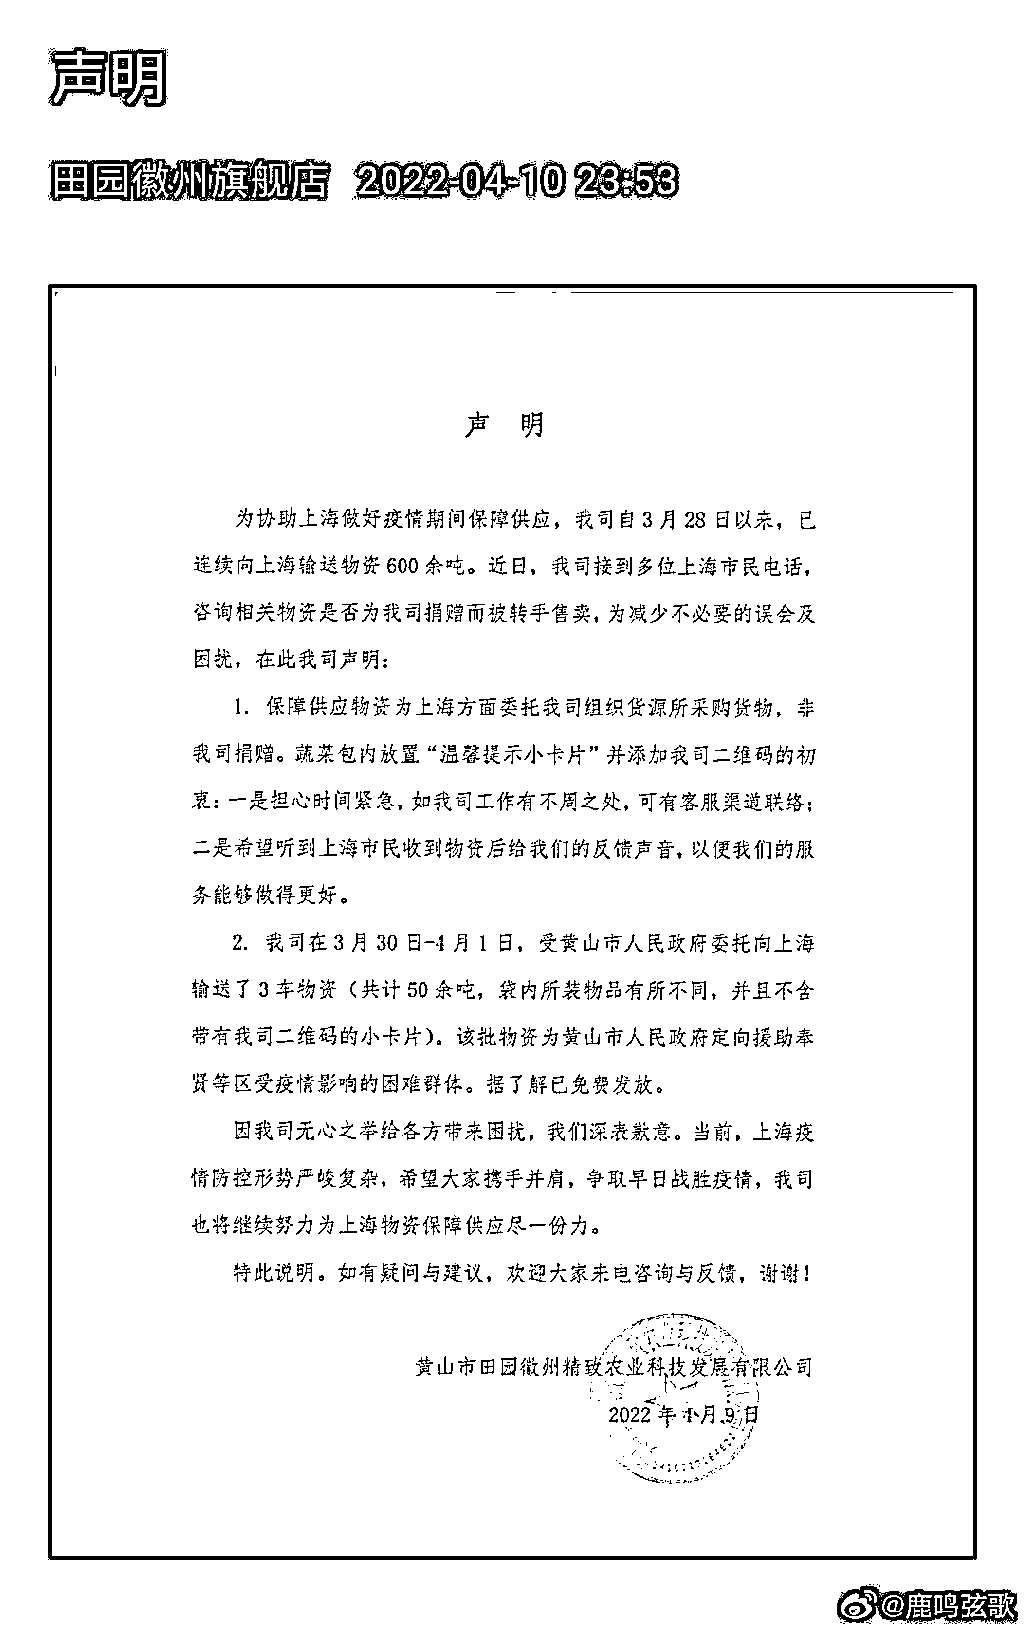 声明
田园徽州旗舰店 2022-04-10 23:53
声 明
为协助上海做好疫情期间保障供应，我司自3月28日以来，已
连续向上海输送物资600余吨。近日，我司接到多位上海市民电话，
咨询相关物资是否为我司捐赠而被转手售卖，为减少不必要的误会及
困扰，在此我司声明：
1. 保障供应物资为上海方面委托我司组织货源所采购货物，非
我司捐赠。蔬菜包内放置“温馨提示小卡片”并添加我司二维码的初
衷：一是担心时间紧急，如我司工作有不周之处，可有客服渠道联络；
二是希望听到上海市民收到物资后给我们的反馈声音，以便我们的服
务能够做得更好。
2. 我司在3月30日-4月1日，受黄山市人民政府委托向上海
输送了3车物资（共计50余吨，袋内所装物品有所不同，并且不含
带有我司二维码的小卡片）。该批物资为黄山市人民政府定向援助奉
贤等区受疫情影响的困难群体。据了解已免费发放。
因我司无心之举给各方带来困扰，我们深表歉意。当前，上海疫
情防控形势严峻复杂，希望大家携手并肩，争取早日战胜疫情，我司
也将继续努力为上海物资保障供应尽一份力。
特此说明。如有疑问与建议，欢迎大家来电咨询与反馈，谢谢！
黄山市田园徽州精致农业科技发展有限公司
2022年4月9日
@鹿鸣弦歌